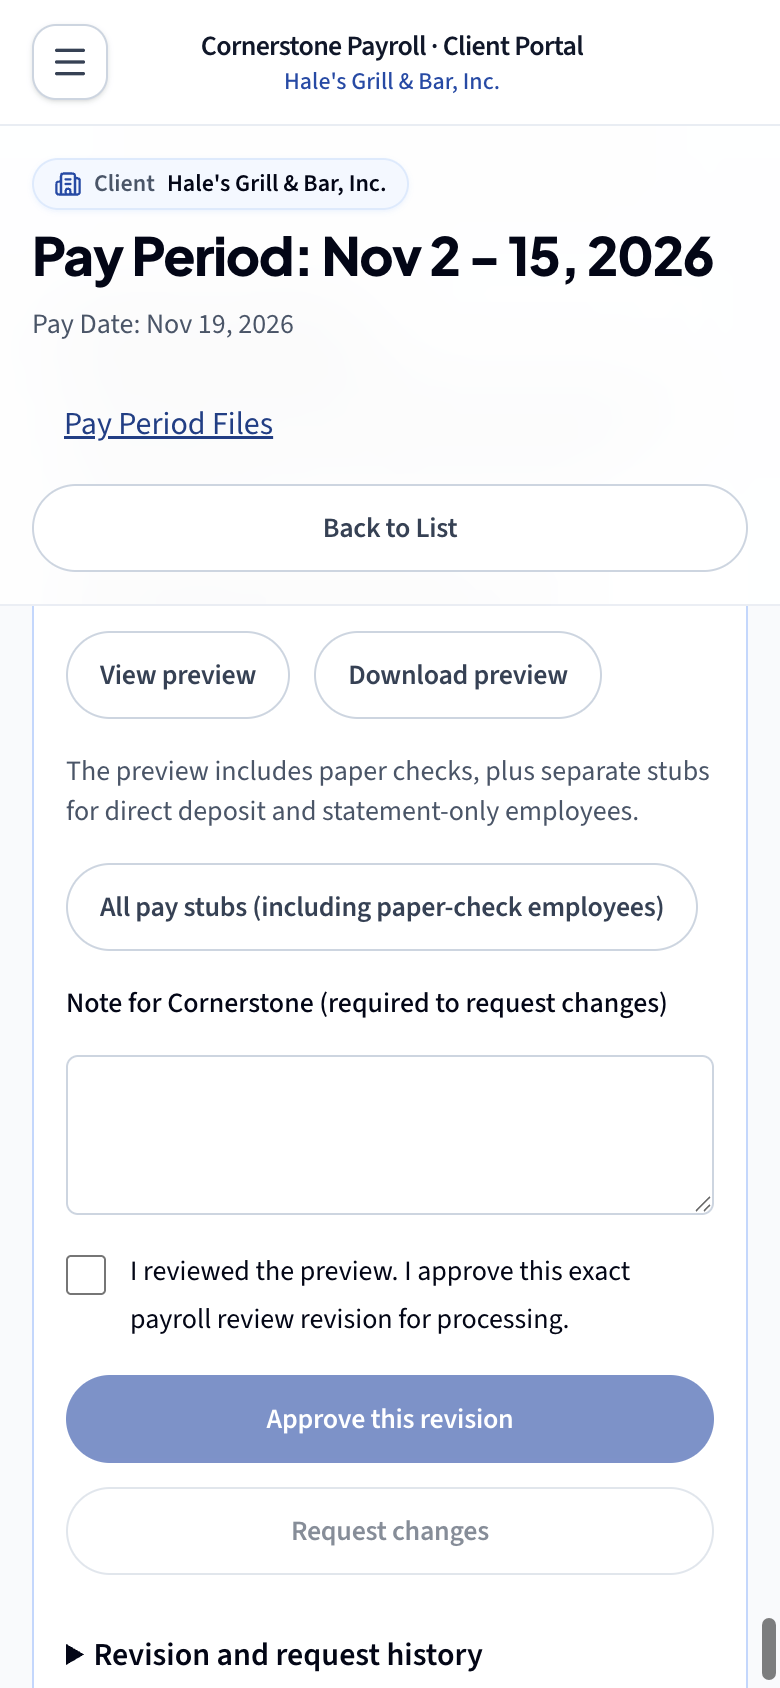 Cornerstone Payroll · Client Portal
Hale's Grill & Bar, Inc.
Client Hale's Grill & Bar, Inc.
Pay Period: Nov 2 – 15, 2026
Pay Date: Nov 19, 2026
Pay Period Files
Back to List
View preview
Download preview
The preview includes paper checks, plus separate stubs
for direct deposit and statement-only employees.
All pay stubs (including paper-check employees)
Note for Cornerstone (required to request changes)
I reviewed the preview. I approve this exact
payroll review revision for processing.
Approve this revision
Request changes
Revision and request history